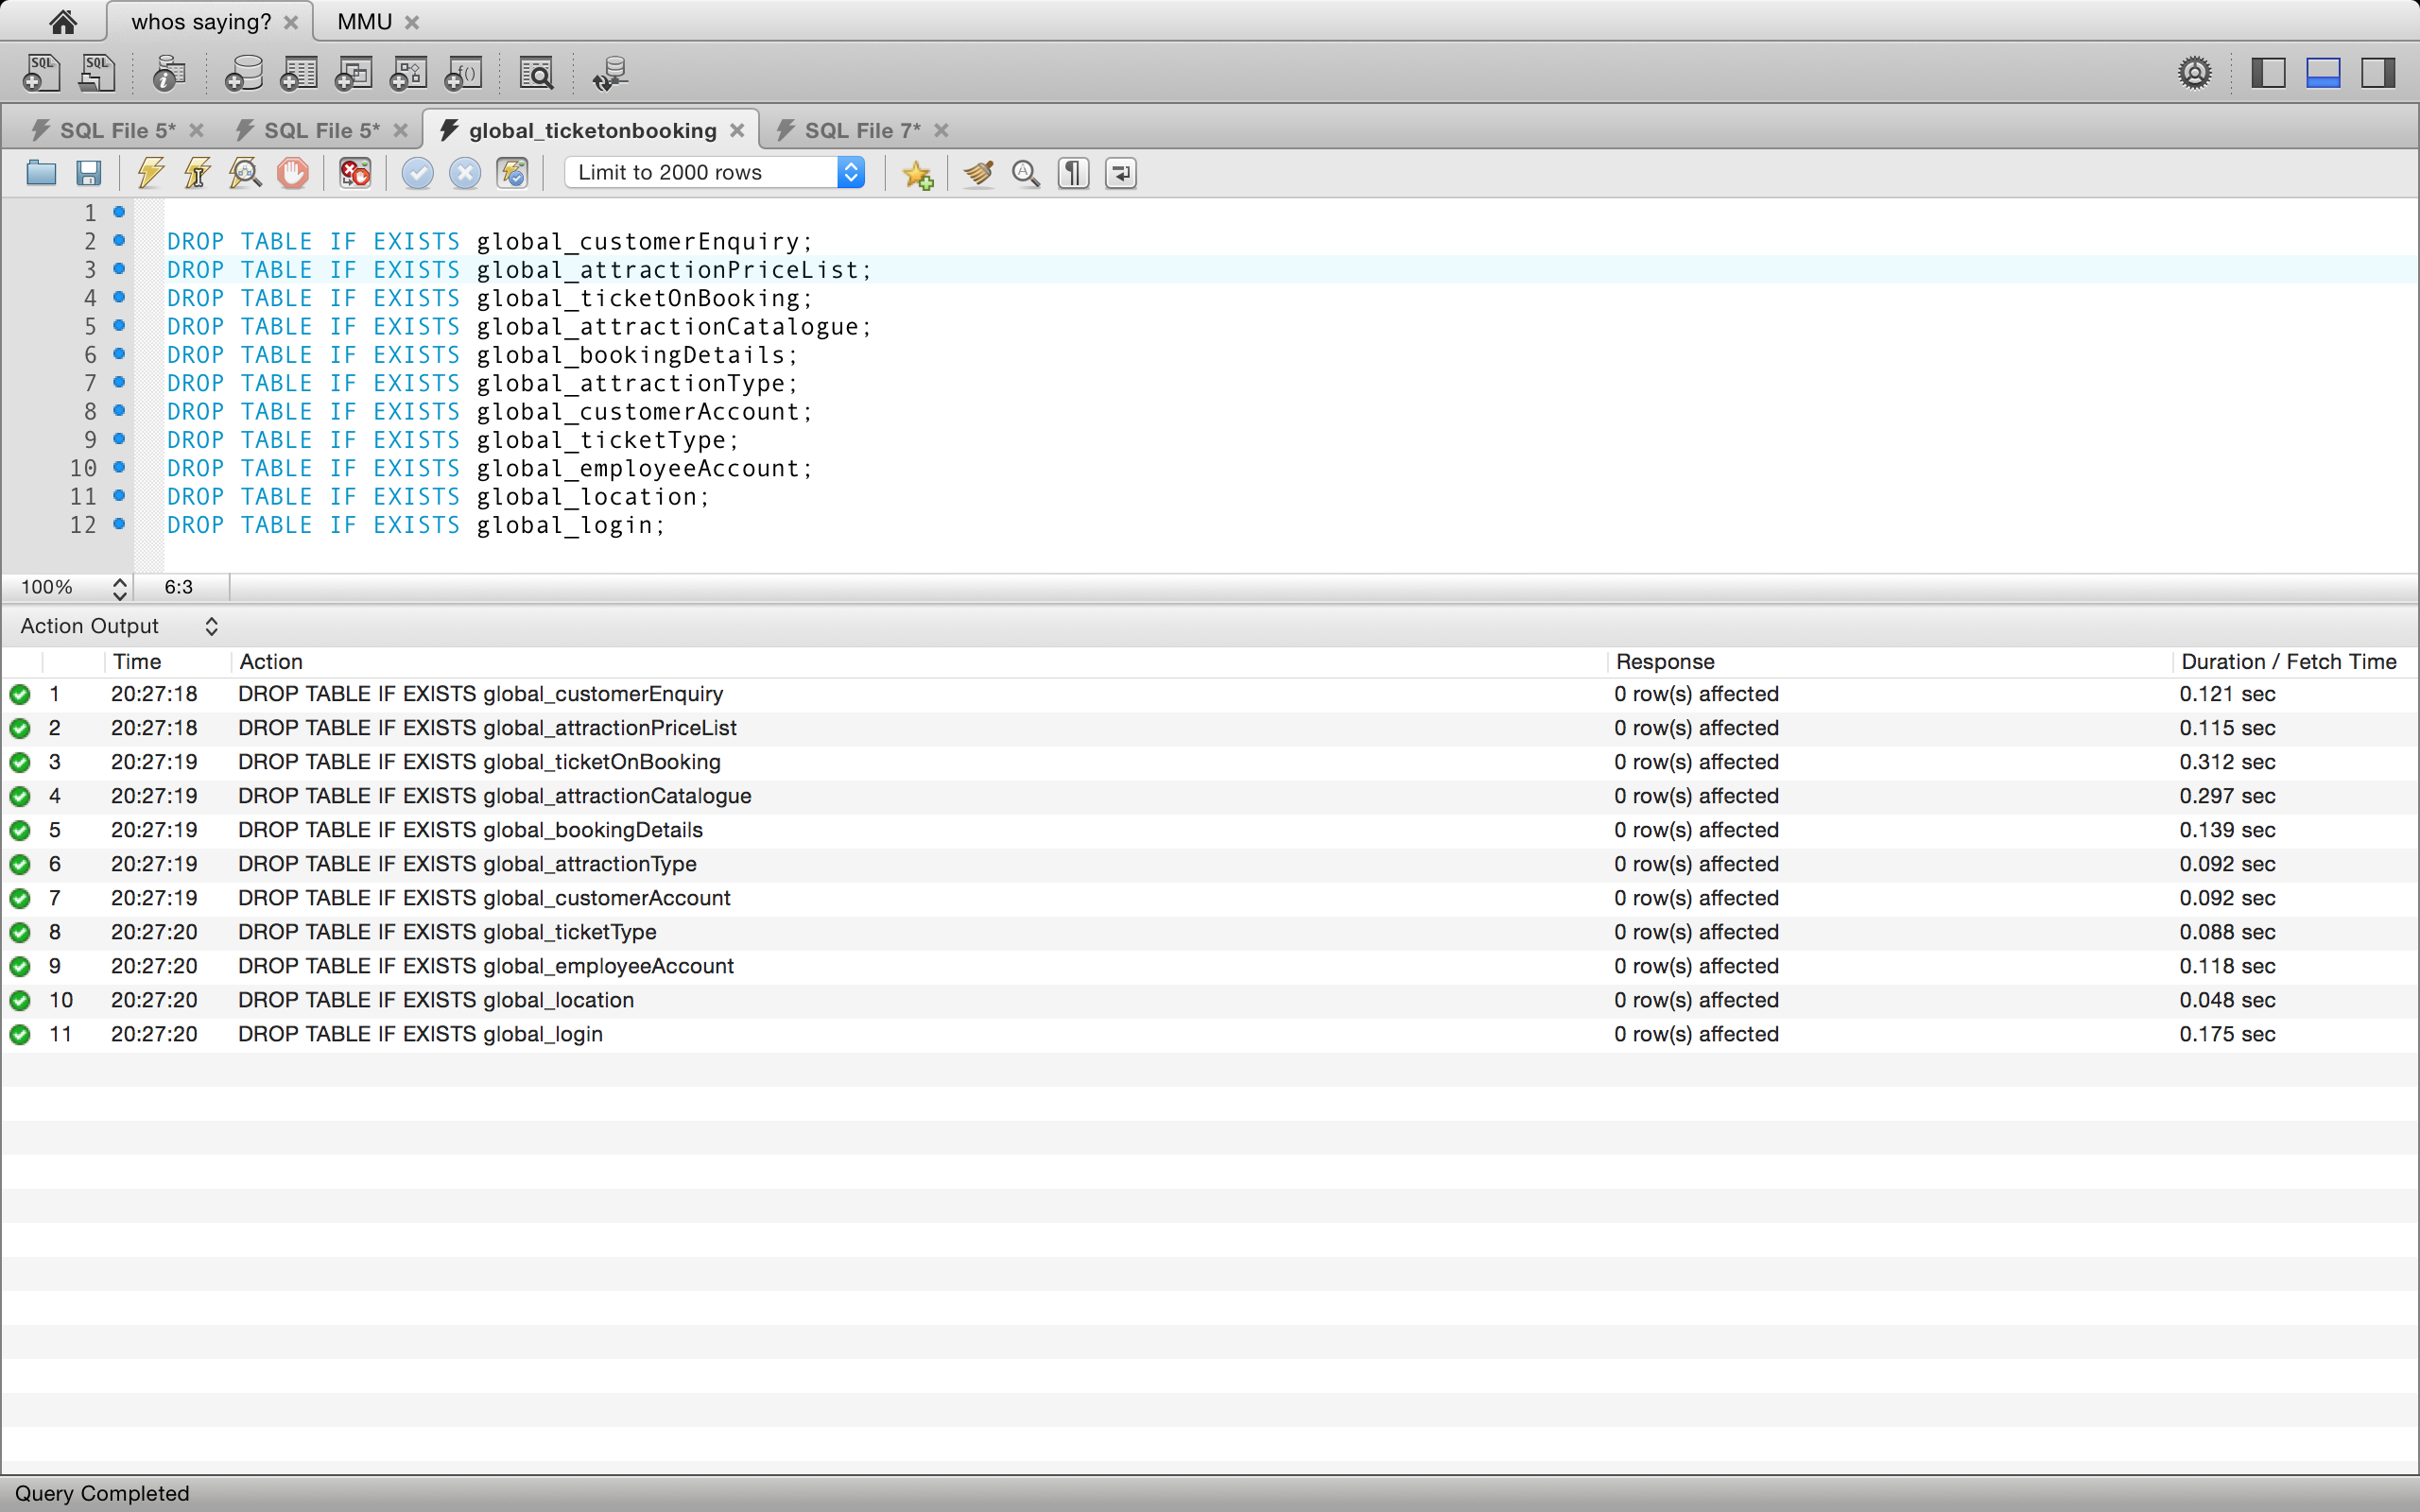 whos saying? MMU
SQL SQL
SQL File 5* SQL File 5* global_ticketonbooking SQL File 7*
Limit to 2000 rows
1
2 DROP TABLE IF EXISTS global_customerEnquiry;
3 DROP TABLE IF EXISTS global_attractionPriceList;
4 DROP TABLE IF EXISTS global_ticketOnBooking;
5 DROP TABLE IF EXISTS global_attractionCatalogue;
6 DROP TABLE IF EXISTS global_bookingDetails;
7 DROP TABLE IF EXISTS global_attractionType;
8 DROP TABLE IF EXISTS global_customerAccount;
9 DROP TABLE IF EXISTS global_ticketType;
10 DROP TABLE IF EXISTS global_employeeAccount;
11 DROP TABLE IF EXISTS global_location;
12 DROP TABLE IF EXISTS global_login;
100% 6:3
Action Output
Time Action Response Duration / Fetch Time
1 20:27:18 DROP TABLE IF EXISTS global_customerEnquiry 0 row(s) affected 0.121 sec
2 20:27:18 DROP TABLE IF EXISTS global_attractionPriceList 0 row(s) affected 0.115 sec
3 20:27:19 DROP TABLE IF EXISTS global_ticketOnBooking 0 row(s) affected 0.312 sec
4 20:27:19 DROP TABLE IF EXISTS global_attractionCatalogue 0 row(s) affected 0.297 sec
5 20:27:19 DROP TABLE IF EXISTS global_bookingDetails 0 row(s) affected 0.139 sec
6 20:27:19 DROP TABLE IF EXISTS global_attractionType 0 row(s) affected 0.092 sec
7 20:27:19 DROP TABLE IF EXISTS global_customerAccount 0 row(s) affected 0.092 sec
8 20:27:20 DROP TABLE IF EXISTS global_ticketType 0 row(s) affected 0.088 sec
9 20:27:20 DROP TABLE IF EXISTS global_employeeAccount 0 row(s) affected 0.118 sec
10 20:27:20 DROP TABLE IF EXISTS global_location 0 row(s) affected 0.048 sec
11 20:27:20 DROP TABLE IF EXISTS global_login 0 row(s) affected 0.175 sec
Query Completed